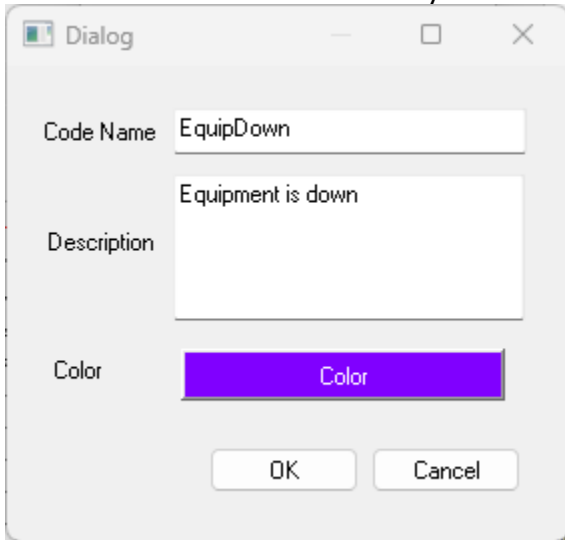 Dialog
Code Name EquipDown
Description Equipment is down
Color Color
OK Cancel